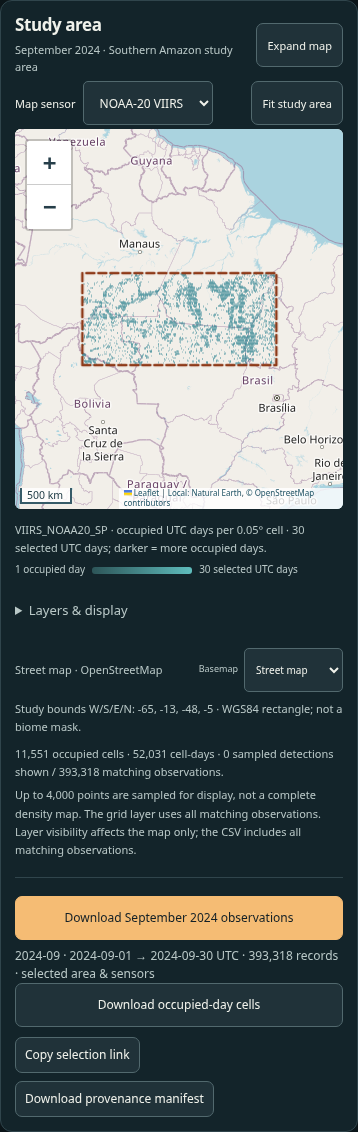 Study area
September 2024 · Southern Amazon study
area
Expand map
Map sensor
NOAA-20 VIIRS
Fit study area
+
−
Venezuela
Guyana
Manaus
Brasil
Brasília
Bolivia
Santa
Cruz de
la Sierra
Belo Horizo
Rio de
Janeiro
Paraguay /
São Paulo
500 km
Leaflet | Local: Natural Earth, © OpenStreetMap
contributors
VIIRS_NOAA20_SP · occupied UTC days per 0.05° cell · 30
selected UTC days; darker = more occupied days.
1 occupied day
30 selected UTC days
▶ Layers & display
Street map · OpenStreetMap
Basemap
Street map
Study bounds W/S/E/N: -65, -13, -48, -5 · WGS84 rectangle; not a
biome mask.
11,551 occupied cells · 52,031 cell-days · 0 sampled detections
shown / 393,318 matching observations.
Up to 4,000 points are sampled for display, not a complete
density map. The grid layer uses all matching observations.
Layer visibility affects the map only; the CSV includes all
matching observations.
Download September 2024 observations
2024-09 · 2024-09-01 → 2024-09-30 UTC · 393,318 records
· selected area & sensors
Download occupied-day cells
Copy selection link
Download provenance manifest